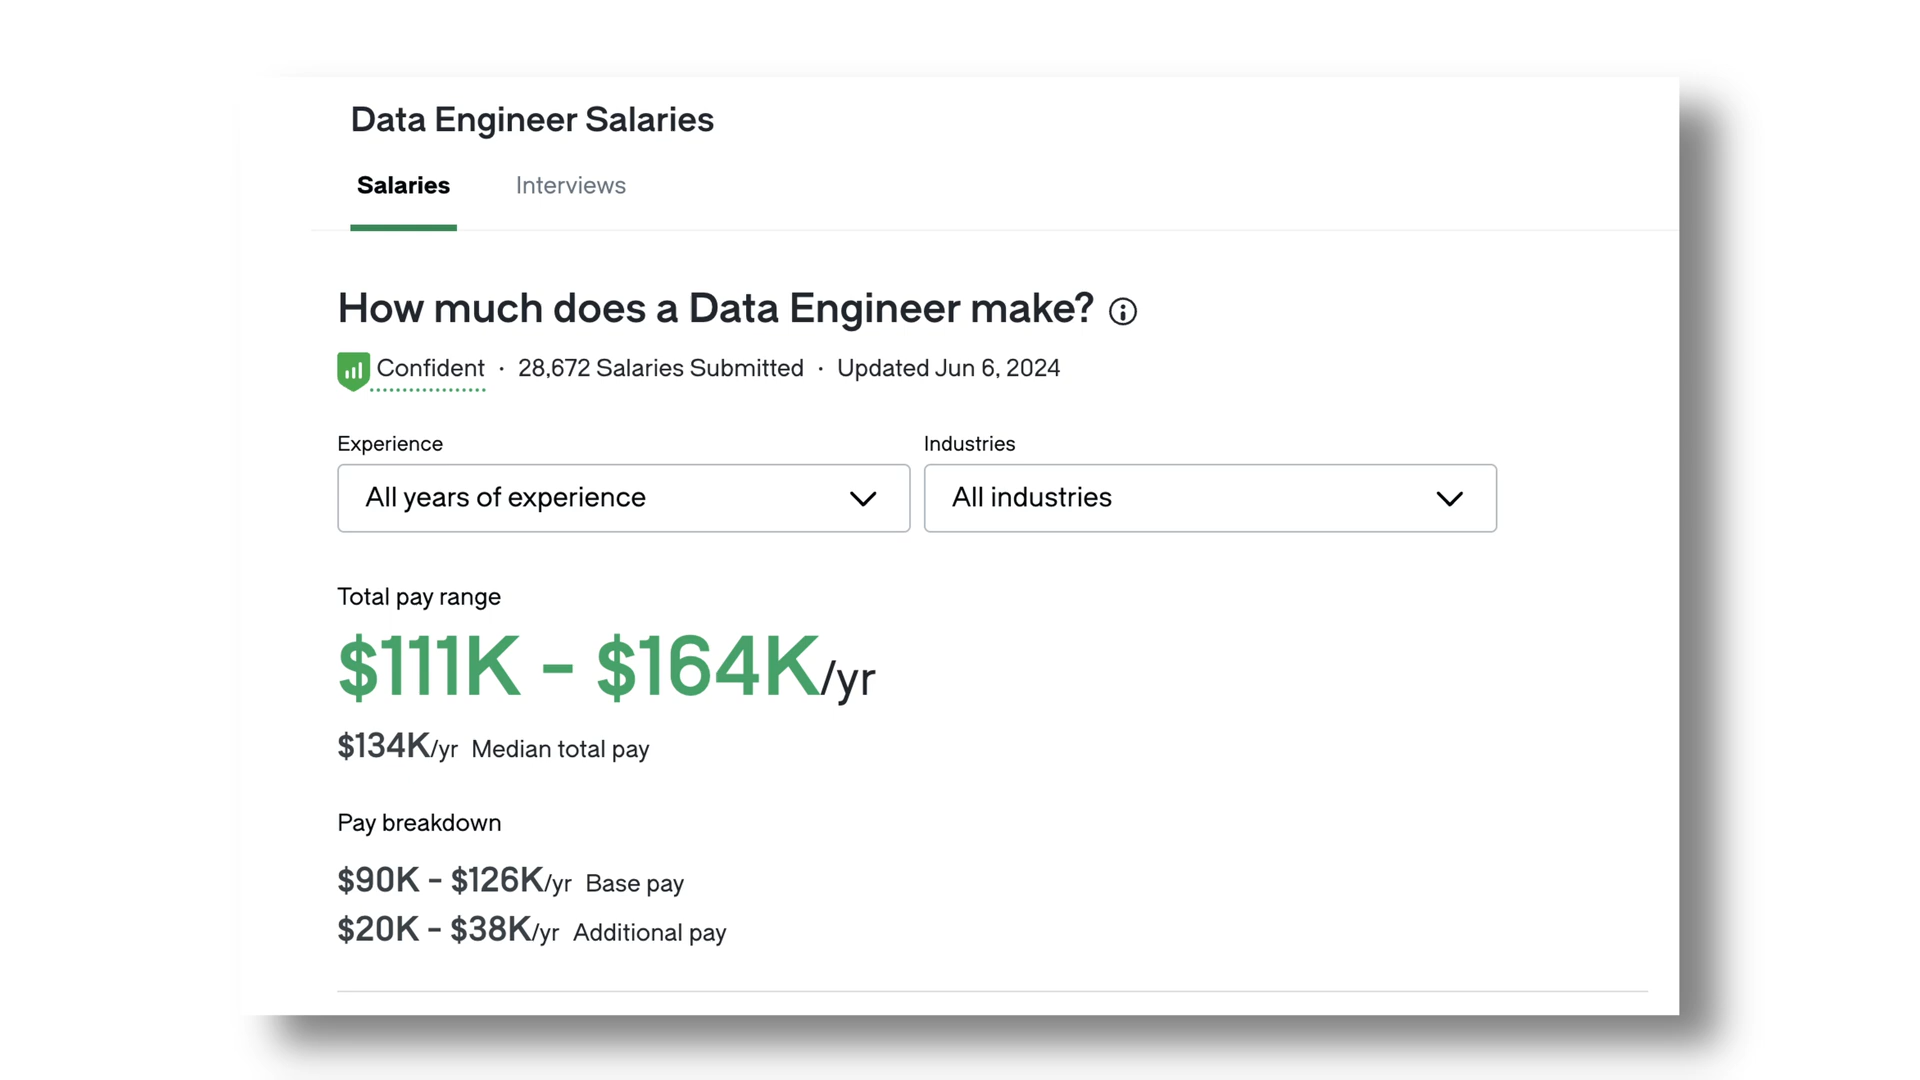 Data Engineer Salaries
Salaries Interviews
How much does a Data Engineer make?
Confident · 28,672 Salaries Submitted · Updated Jun 6, 2024
Experience Industries
All years of experience All industries
Total pay range
$111K - $164K/yr
$134K/yr Median total pay
Pay breakdown
$90K - $126K/yr Base pay
$20K - $38K/yr Additional pay